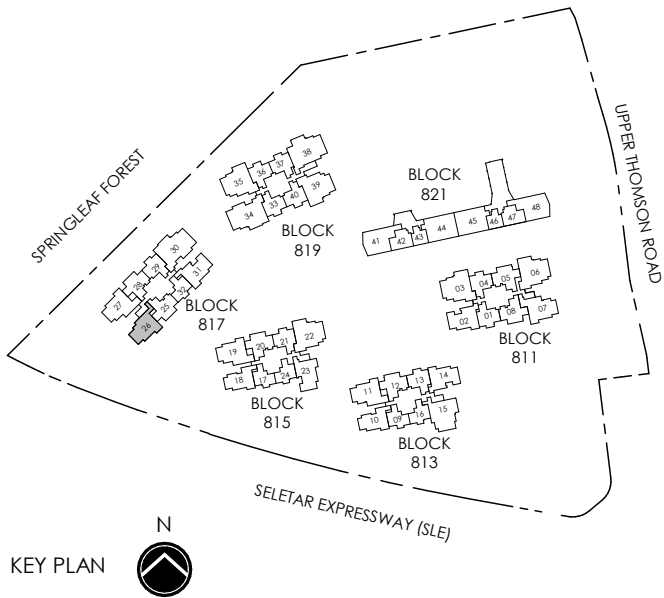 SPRINGLEAF FOREST
UPPER THOMSON ROAD
35 36 37 38
34 33 40 39
BLOCK
819
BLOCK
821
41 42 43 44 45 46 47 48
27 28 29 30
26 25 32 31
BLOCK
817
03 04 05 06
02 01 08 07
BLOCK
811
19 20 21 22
18 17 24 23
BLOCK
815
11 12 13 14
10 09 16 15
BLOCK
813
SELETAR EXPRESSWAY (SLE)
N
KEY PLAN